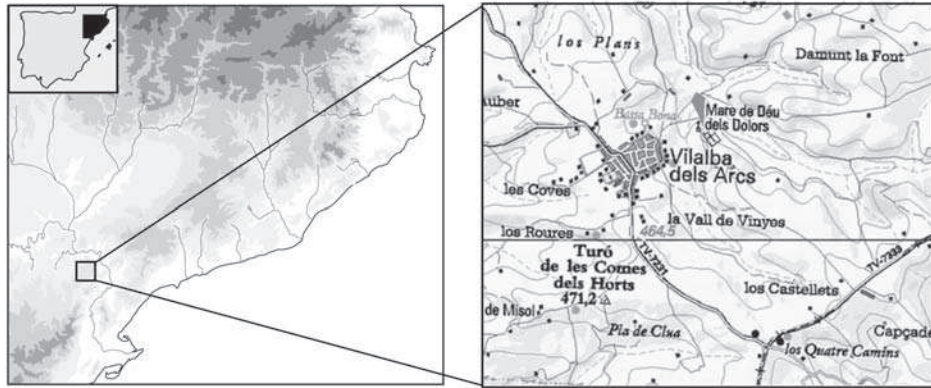 los Plans
Damunt la Font
Auber
Bassa Bona
Mare de Déu
dels Dolors
Vilalba
dels Arcs
les Coves
la Vall de Vinyes
los Roures
464,5
TV-7231
TV-7333
Turó
de les Comes
dels Horts
471,2
los Castellets
de Misol
Pla de Clua
Capçade
los Quatre Camins